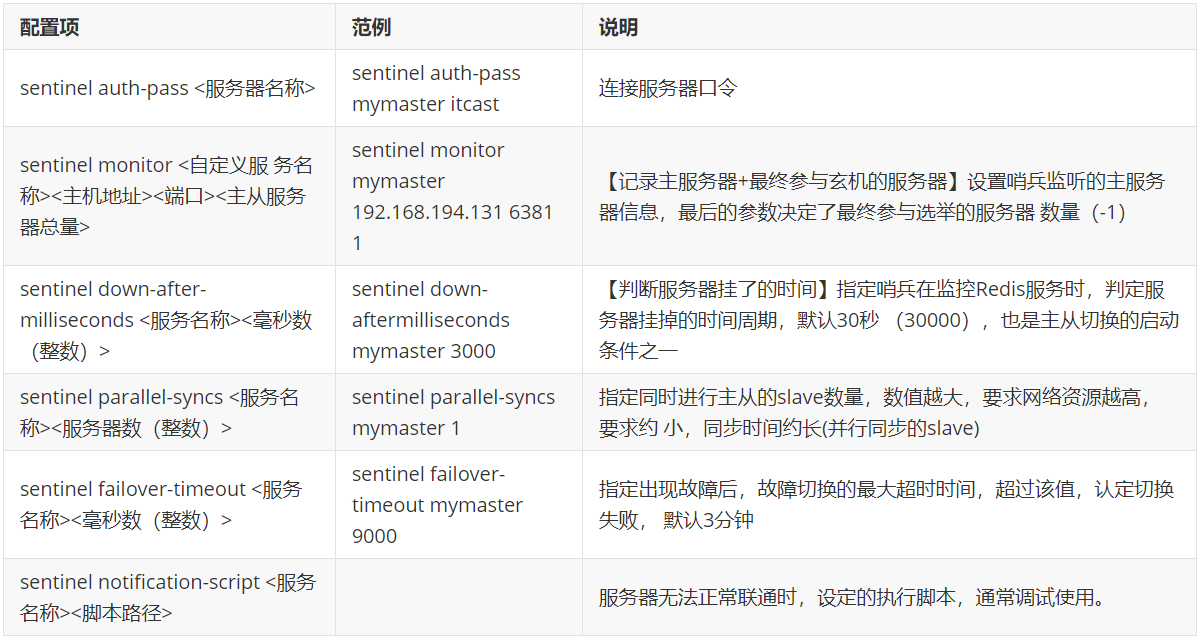 配置项
范例
说明
sentinel auth-pass <服务器名称>
sentinel auth-pass
mymaster itcast
连接服务器口令
sentinel monitor <自定义服 务名
称><主机地址><端口><主从服务
器总量>
sentinel monitor
mymaster
192.168.194.131 6381
1
【记录主服务器+最终参与玄机的服务器】设置哨兵监听的主服务
器信息，最后的参数决定了最终参与选举的服务器 数量（-1）
sentinel down-after-
milliseconds <服务名称><毫秒数
（整数）>
sentinel down-
aftermilliseconds
mymaster 3000
【判断服务器挂了的时间】指定哨兵在监控Redis服务时，判定服
务器挂掉的时间周期，默认30秒 （30000），也是主从切换的启动
条件之一
sentinel parallel-syncs <服务名
称><服务器数（整数）>
sentinel parallel-syncs
mymaster 1
指定同时进行主从的slave数量，数值越大，要求网络资源越高，
要求约 小，同步时间约长(并行同步的slave)
sentinel failover-timeout <服务
名称><毫秒数（整数）>
sentinel failover-
timeout mymaster
9000
指定出现故障后，故障切换的最大超时时间，超过该值，认定切换
失败， 默认3分钟
sentinel notification-script <服务
名称><脚本路径>
服务器无法正常联通时，设定的执行脚本，通常调试使用。